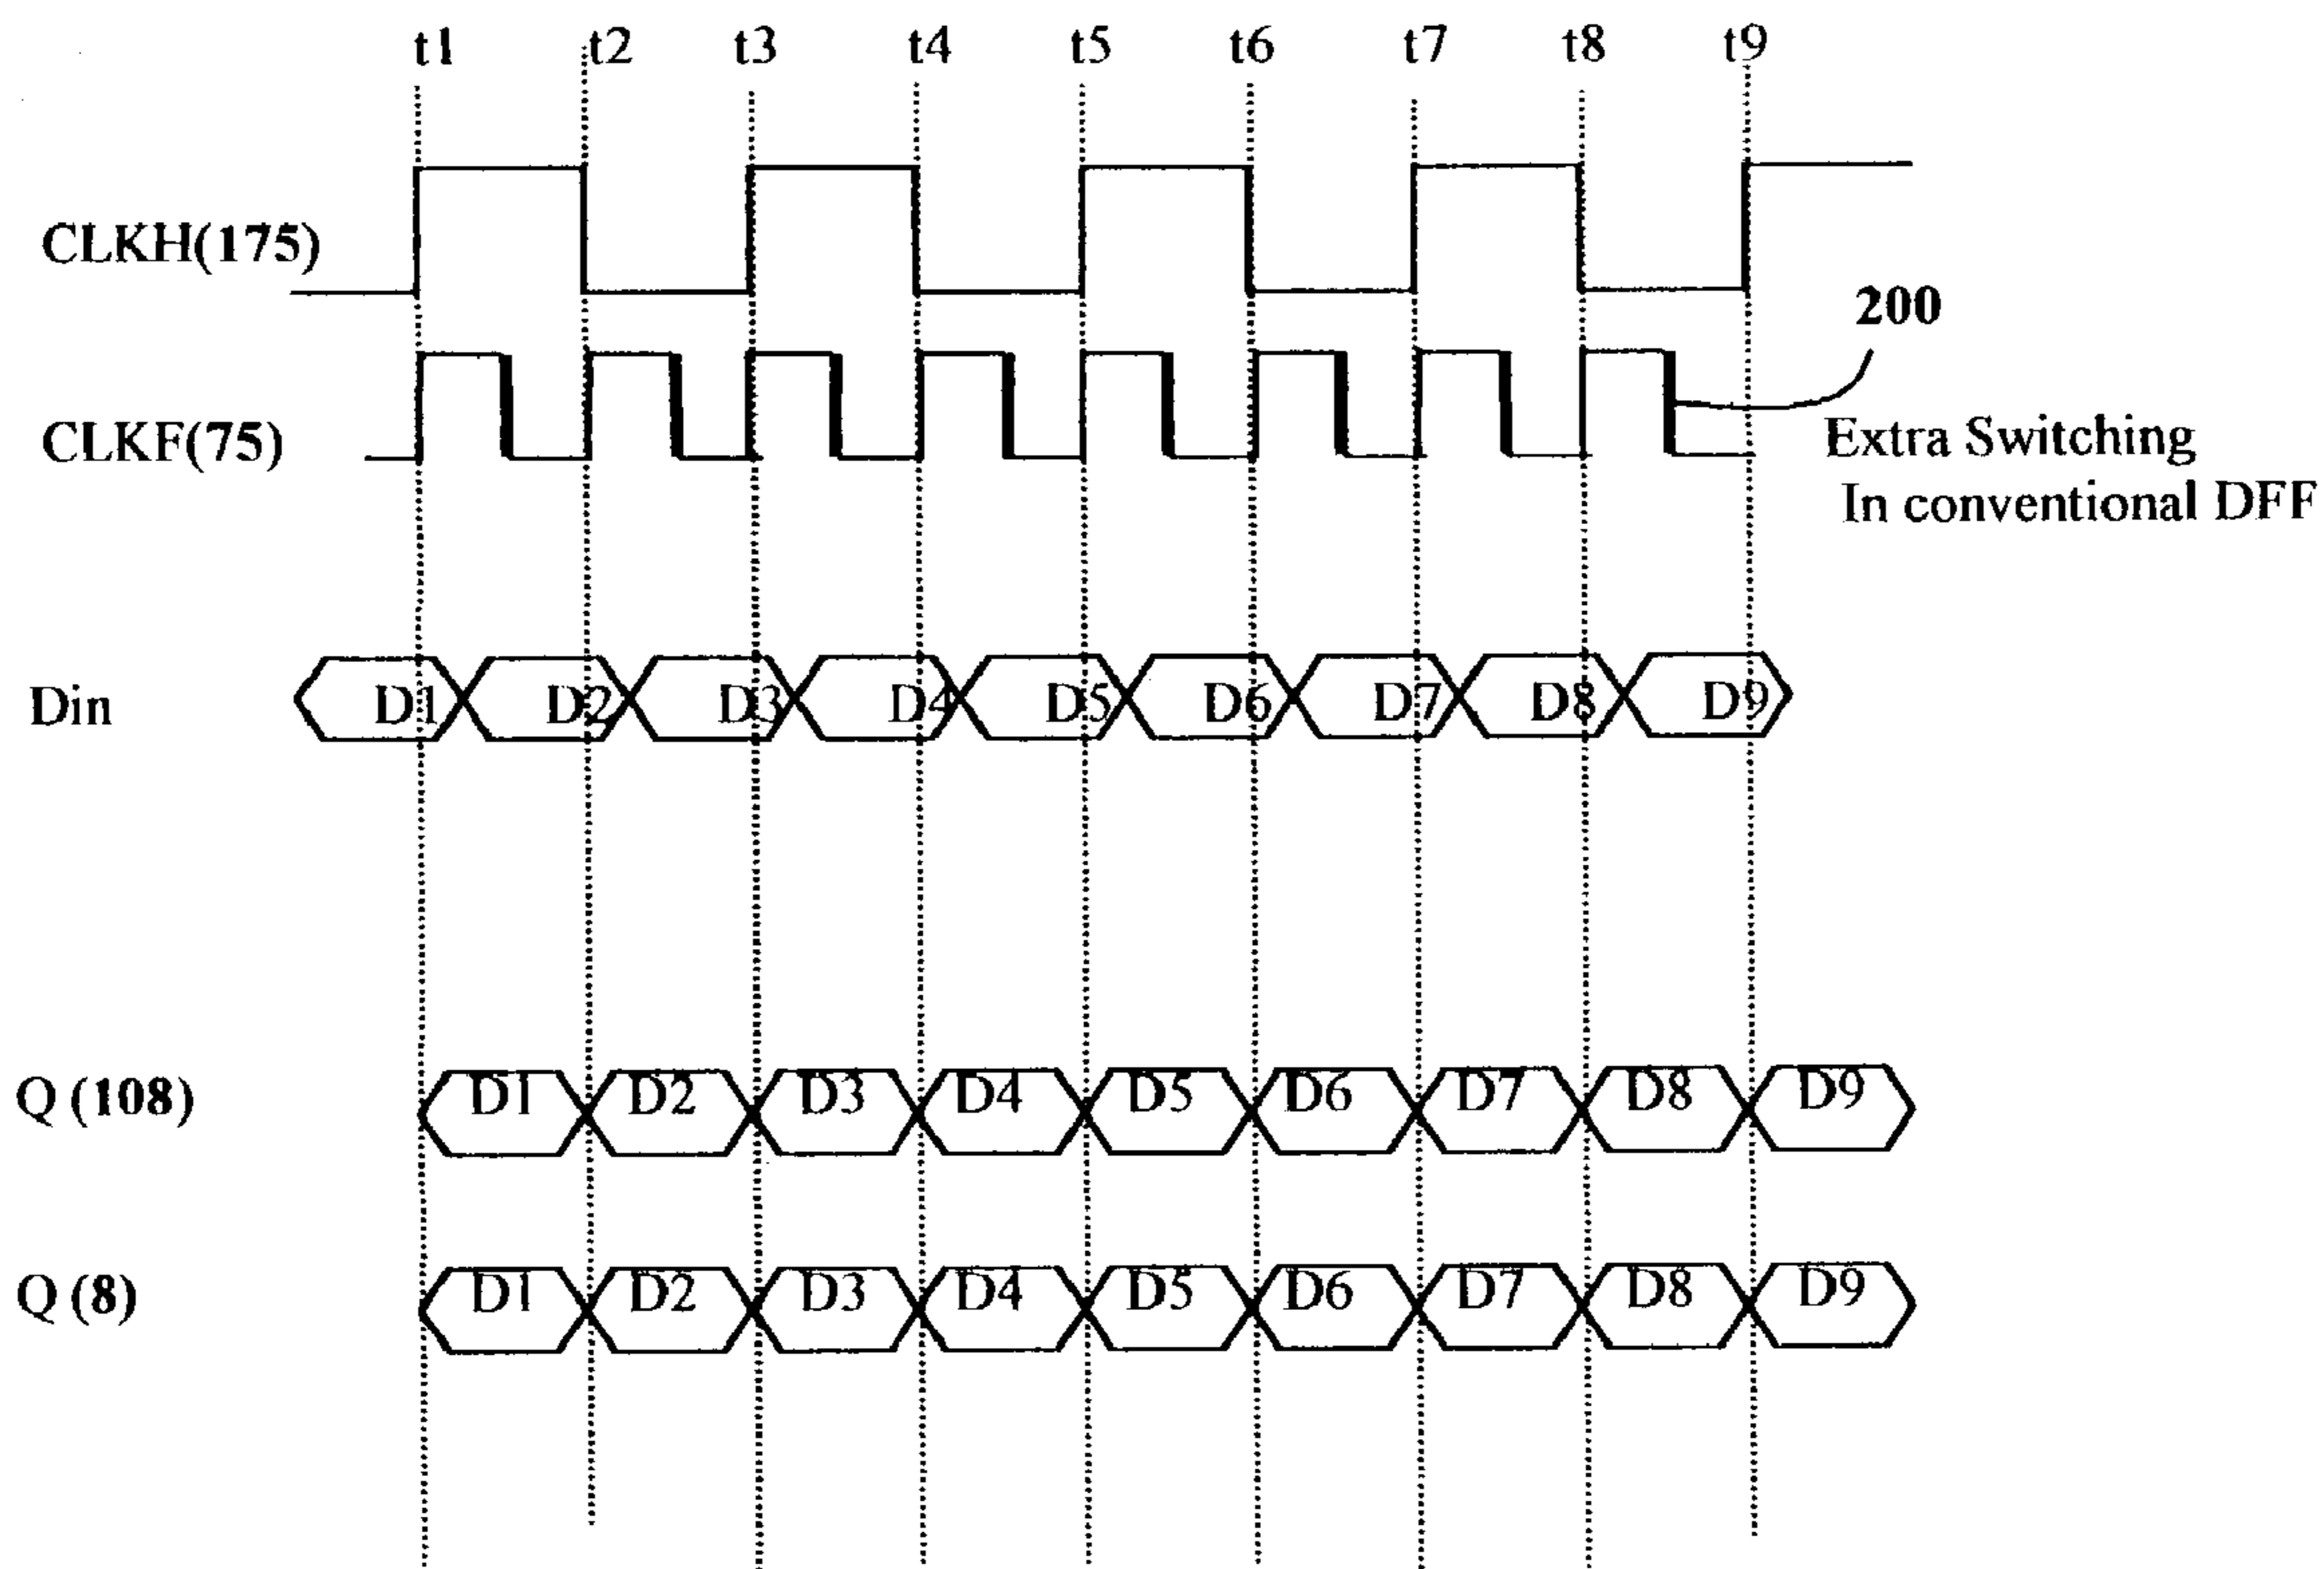 t1 t2 t3 t4 t5 t6 t7 t8 t9
CLKH(175)
200
CLKF(75)
Extra Switching
In conventional DFF
Din D1 D2 D3 D4 D5 D6 D7 D8 D9
Q (108) D1 D2 D3 D4 D5 D6 D7 D8 D9
Q (8) D1 D2 D3 D4 D5 D6 D7 D8 D9